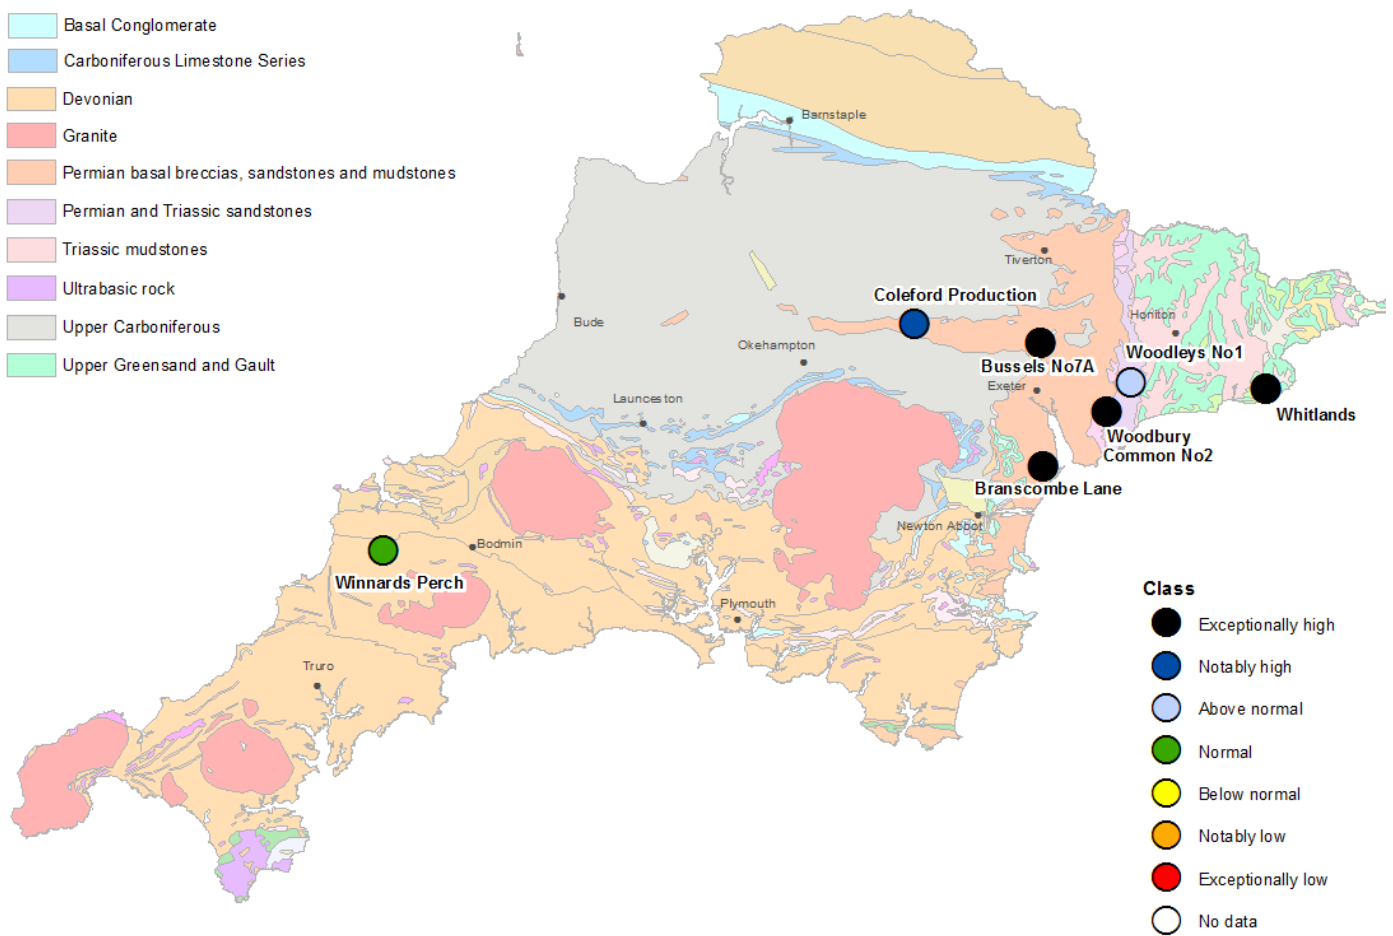 Basal Conglomerate
Carboniferous Limestone Series
Devonian
Granite
Permian basal breccias, sandstones and mudstones
Permian and Triassic sandstones
Triassic mudstones
Ultrabasic rock
Upper Carboniferous
Upper Greensand and Gault
Barnstaple
Tiverton
Coleford Production
Bude
Honiton
Okehampton
Woodleys No1
Bussels No7A
Exeter
Launceston
Whitlands
Woodbury
Common No2
Branscombe Lane
Newton Abbot
Bodmin
Winnards Perch
Plymouth
Truro
Class
Exceptionally high
Notably high
Above normal
Normal
Below normal
Notably low
Exceptionally low
No data